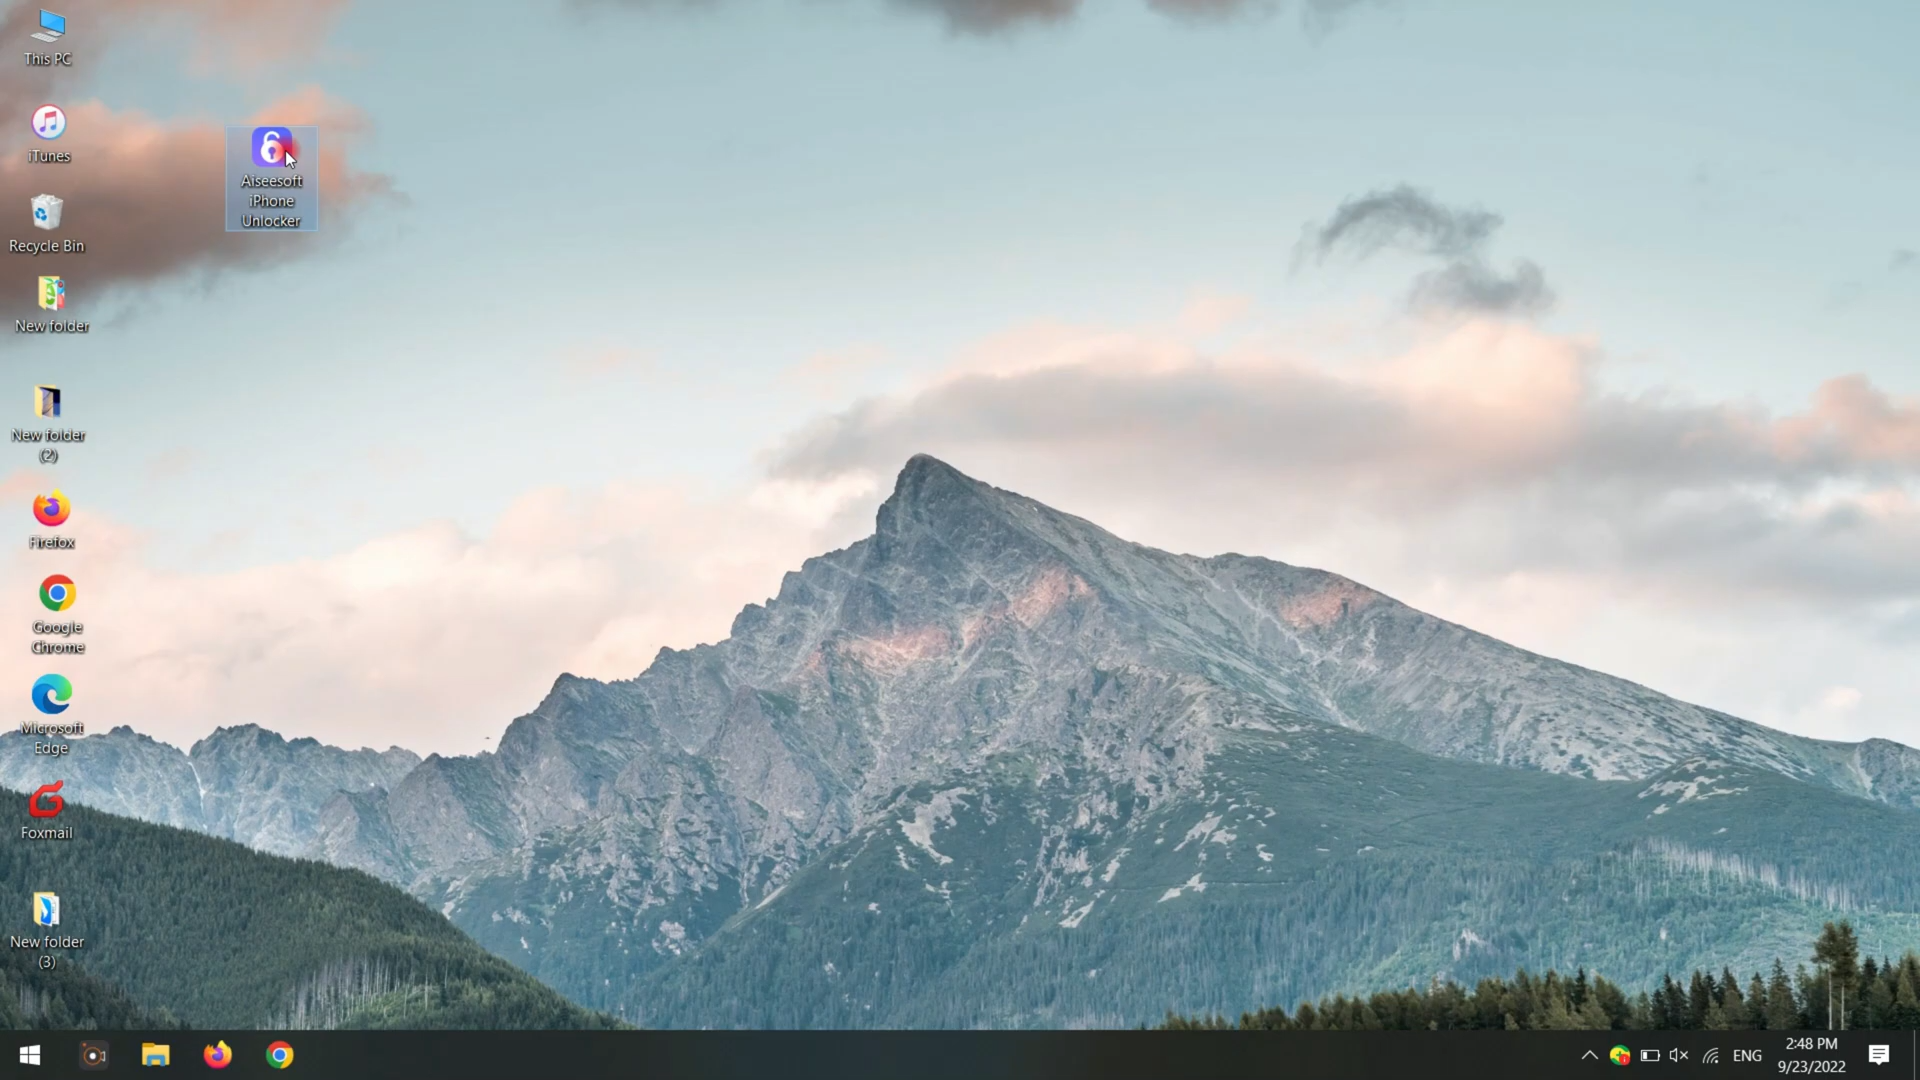 This PC
iTunes
Recycle Bin
New folder
New folder
(2)
Firefox
Google
Chrome
Microsoft
Edge
Foxmail
New folder
(3)
Aiseesoft
iPhone
Unlocker
ENG
2:48 PM
9/23/2022